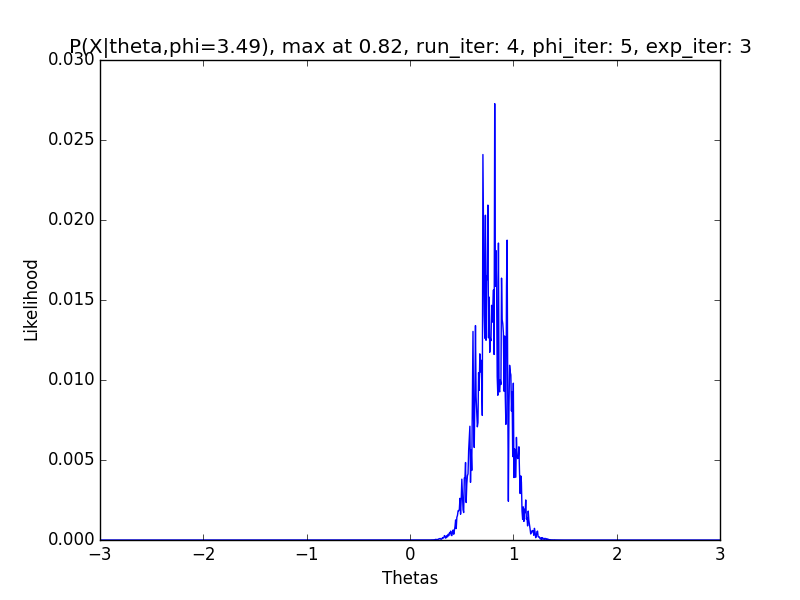 P(X|theta,phi=3.49), max at 0.82, run_iter: 4, phi_iter: 5, exp_iter: 3
0.030
0.025
0.020
0.015
0.010
0.005
0.000
Likelihood
−3 −2 −1 0 1 2 3
Thetas